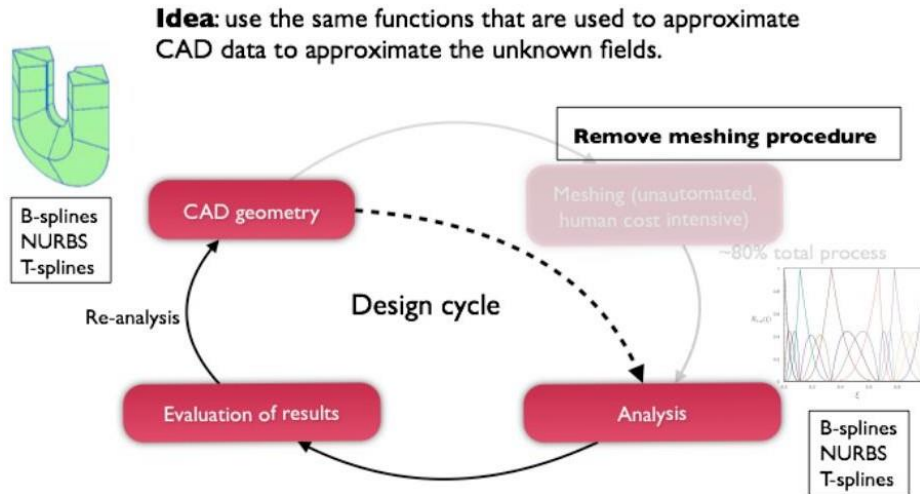 Idea: use the same functions that are used to approximate
CAD data to approximate the unknown fields.
Remove meshing procedure
Meshing (unautomated,
human cost intensive)
~80% total process
CAD geometry
B-splines
NURBS
T-splines
Re-analysis
Design cycle
Evaluation of results
Analysis
ξ
B-splines
NURBS
T-splines